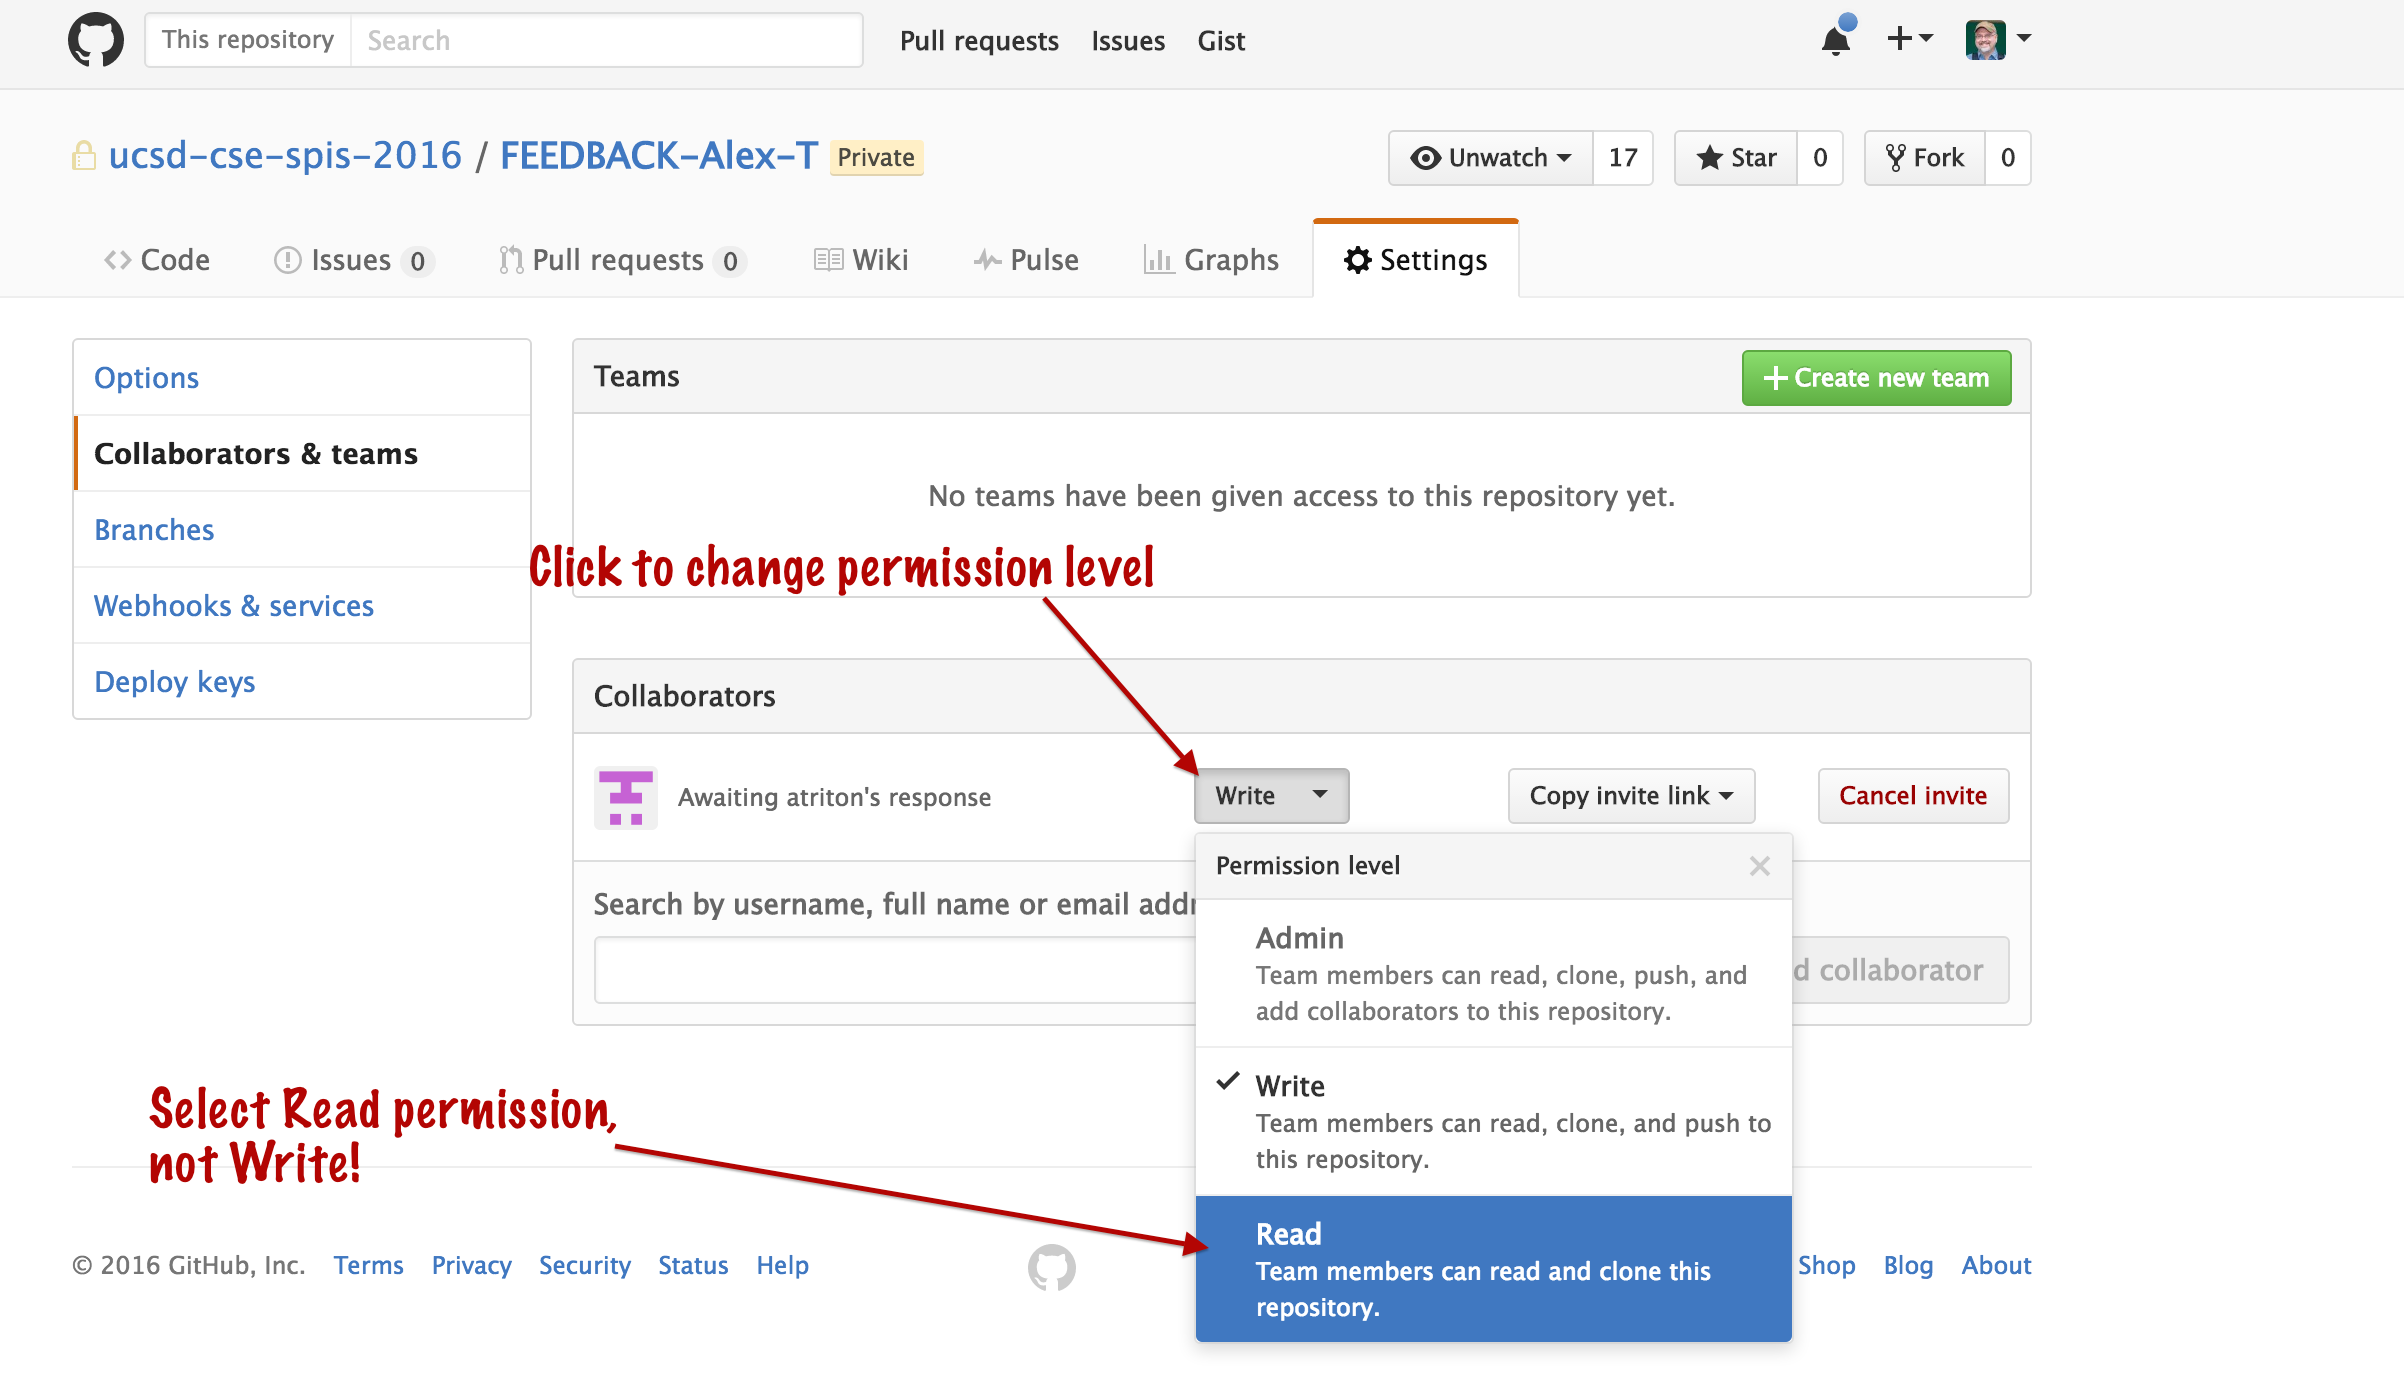 This repository Search Pull requests Issues Gist
ucsd-cse-spis-2016 / FEEDBACK-Alex-T Private Unwatch 17 Star 0 Fork 0
Code Issues 0 Pull requests 0 Wiki Pulse Graphs Settings
Options
Collaborators & teams
Branches
Webhooks & services
Deploy keys
Teams Create new team
No teams have been given access to this repository yet.
Click to change permission level
Collaborators
Awaiting atriton's response Write Copy invite link Cancel invite
Permission level
Search by username, full name or email addr
Admin
Team members can read, clone, push, and
add collaborators to this repository.
d collaborator
Write
Team members can read, clone, and push to
this repository.
Select Read permission,
not Write!
Read
Team members can read and clone this
repository.
© 2016 GitHub, Inc. Terms Privacy Security Status Help Shop Blog About